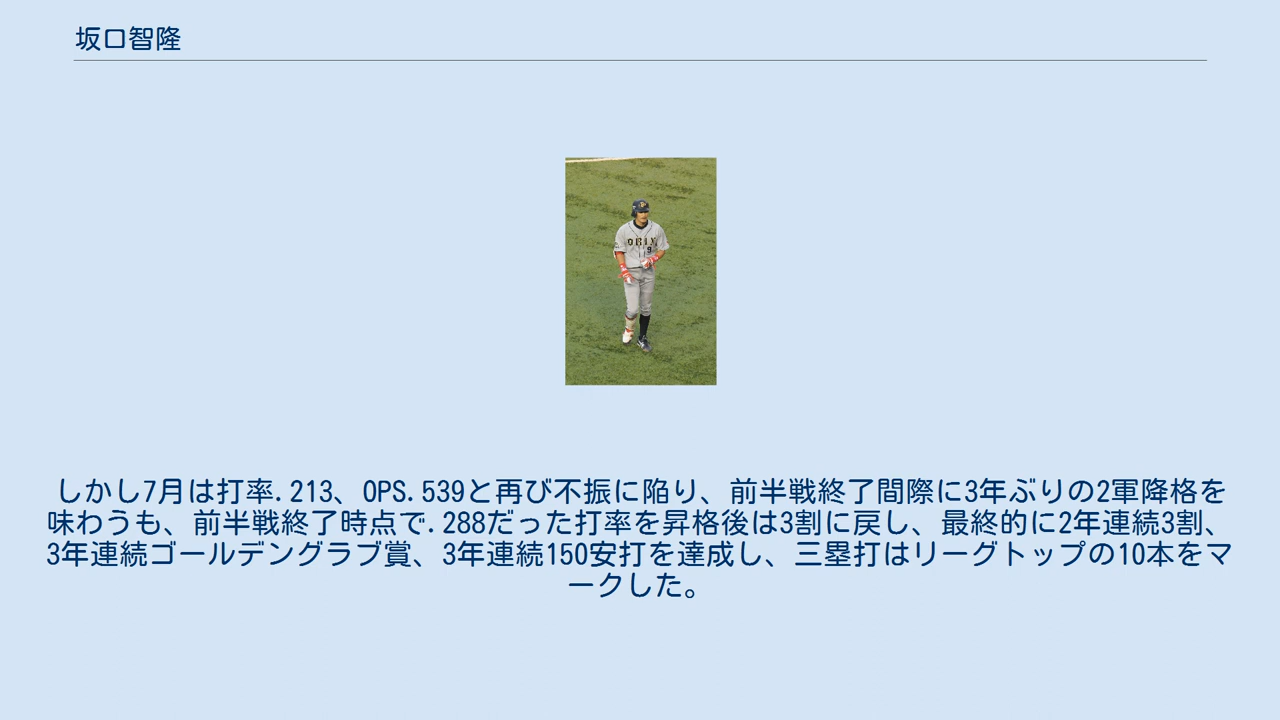 坂口智隆
ORIX
9
しかし7月は打率.213、OPS.539と再び不振に陥り、前半戦終了間際に3年ぶりの2軍降格を
味わうも、前半戦終了時点で.288だった打率を昇格後は3割に戻し、最終的に2年連続3割、
3年連続ゴールデングラブ賞、3年連続150安打を達成し、三塁打はリーグトップの10本をマ
ークした。